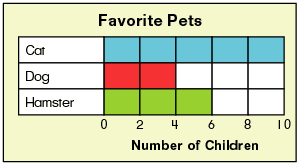 Favorite Pets
Cat
Dog
Hamster
0 2 4 6 8 10
Number of Children